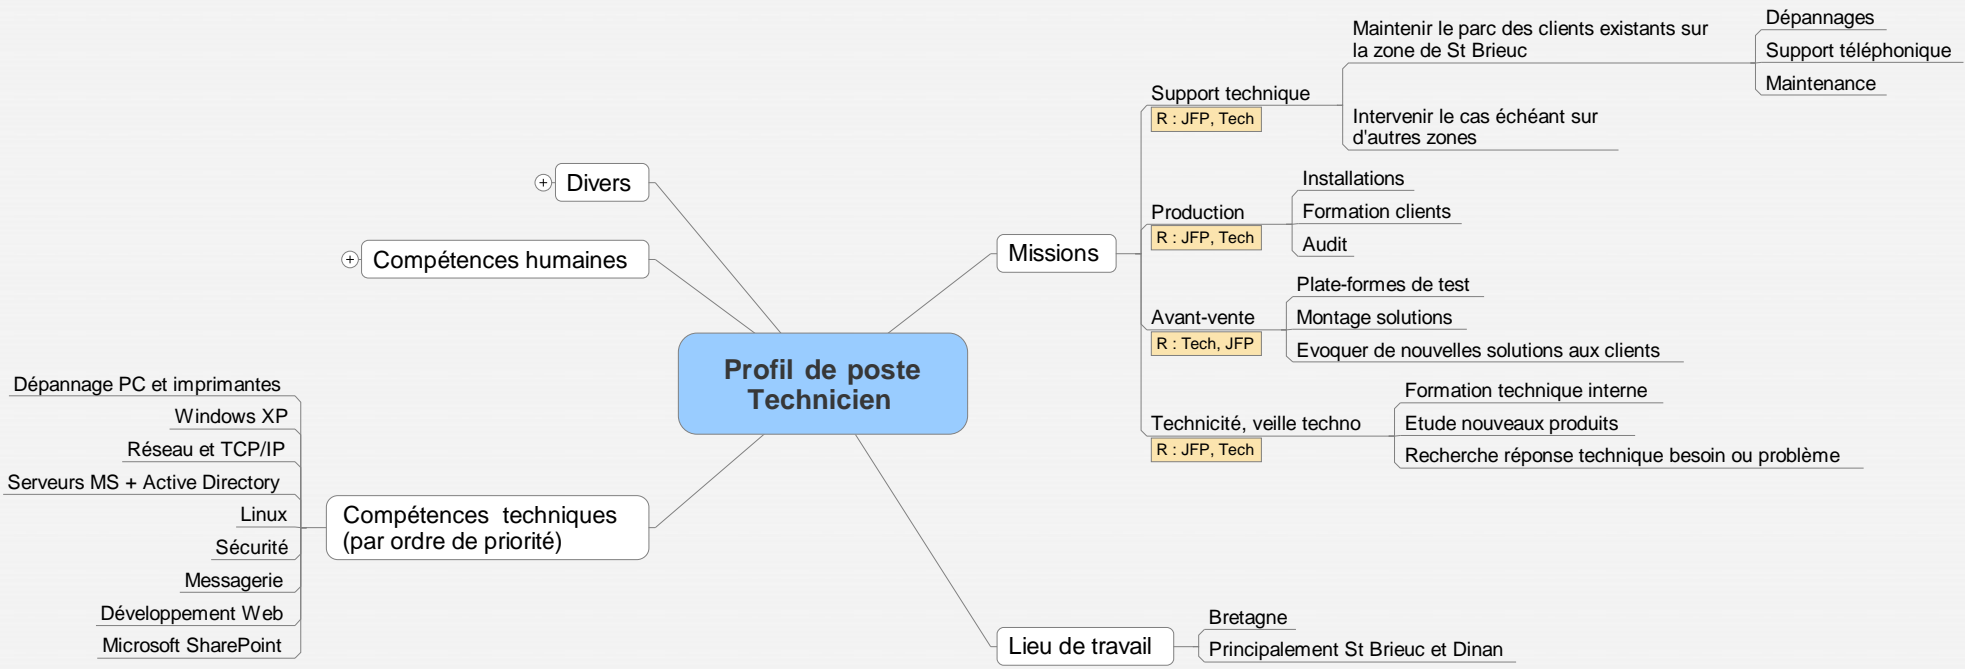 Profil de poste
Technicien
Missions
Support technique
R : JFP, Tech
Maintenir le parc des clients existants sur
la zone de St Brieuc
Dépannages
Support téléphonique
Maintenance
Intervenir le cas échéant sur
d'autres zones
Production
R : JFP, Tech
Installations
Formation clients
Audit
Avant-vente
R : Tech, JFP
Plate-formes de test
Montage solutions
Evoquer de nouvelles solutions aux clients
Technicité, veille techno
R : JFP, Tech
Formation technique interne
Etude nouveaux produits
Recherche réponse technique besoin ou problème
Lieu de travail
Bretagne
Principalement St Brieuc et Dinan
Compétences techniques
(par ordre de priorité)
Dépannage PC et imprimantes
Windows XP
Réseau et TCP/IP
Serveurs MS + Active Directory
Linux
Sécurité
Messagerie
Développement Web
Microsoft SharePoint
Compétences humaines
Divers